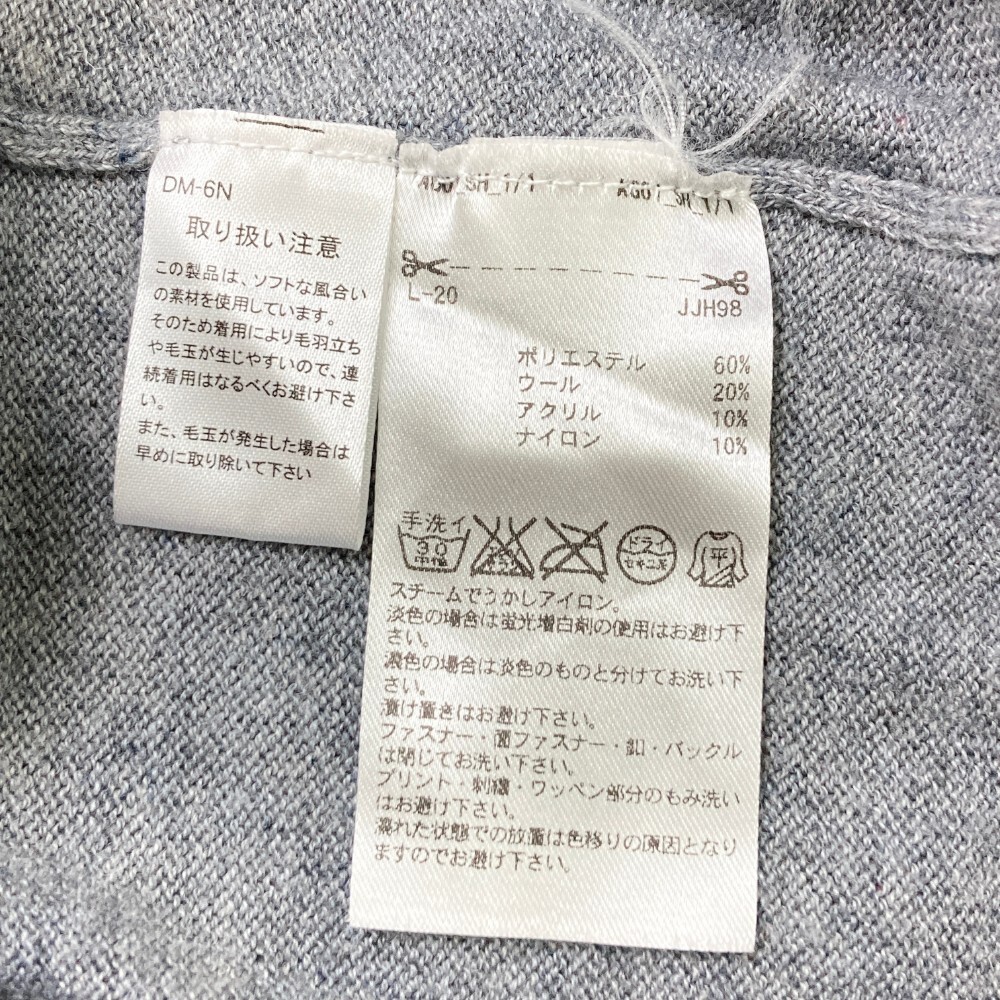 DM-6N
取り扱い注意
この製品は、ソフトな風合い
の素材を使用しています。
そのため着用により毛羽立ち
や毛玉が生じやすいので、連
続着用はなるべくお避け下さ
い。
また、毛玉が発生した場合は
早めに取り除いて下さい
L-20 JJH98
ポリエステル 60%
ウール 20%
アクリル 10%
ナイロン 10%
手洗イ
30
中性
ドライ
セキユ系
平
スチームでうかしアイロン。
淡色の場合は蛍光増白剤の使用はお避け下
さい。
濃色の場合は淡色のものと分けてお洗い下
さい。
漬け置きはお避け下さい。
ファスナー・面ファスナー・釦・バックル
は閉じてお洗い下さい。
プリント・刺繍・ワッペン部分のもみ洗い
はお避け下さい。
濡れた状態での放置は色移りの原因となり
ますのでお避け下さい。